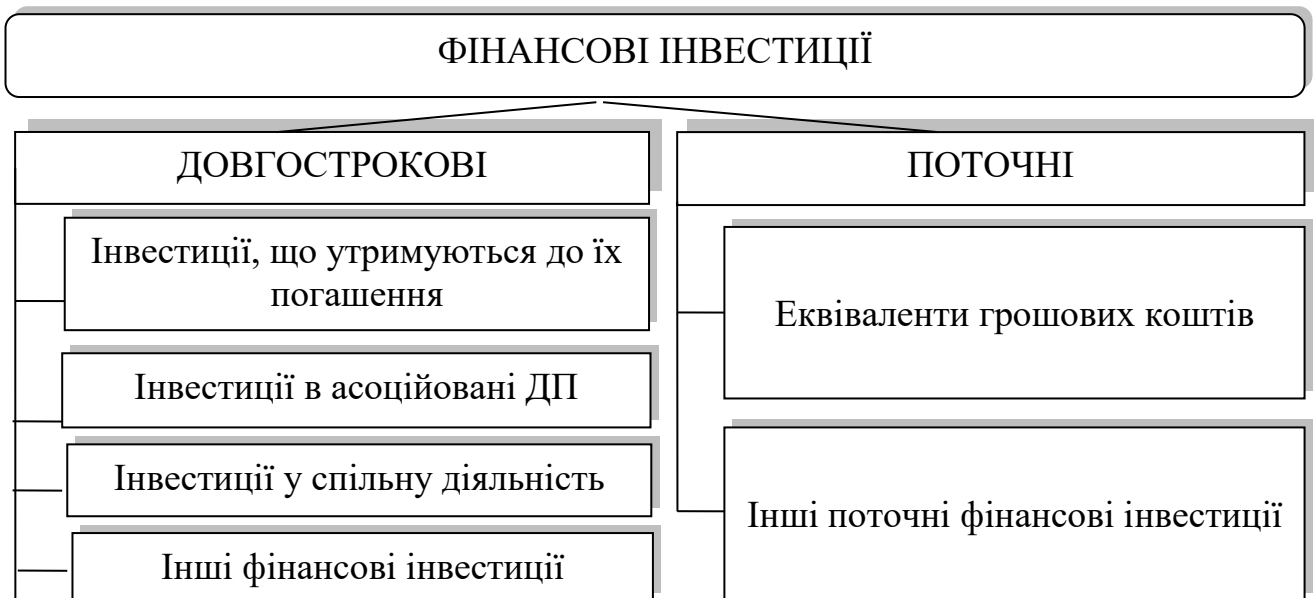 ФІНАНСОВІ ІНВЕСТИЦІЇ
ДОВГОСТРОКОВІ
Інвестиції, що утримуються до їх
погашення
Інвестиції в асоційовані ДП
Інвестиції у спільну діяльність
Інші фінансові інвестиції
ПОТОЧНІ
Еквіваленти грошових коштів
Інші поточні фінансові інвестиції